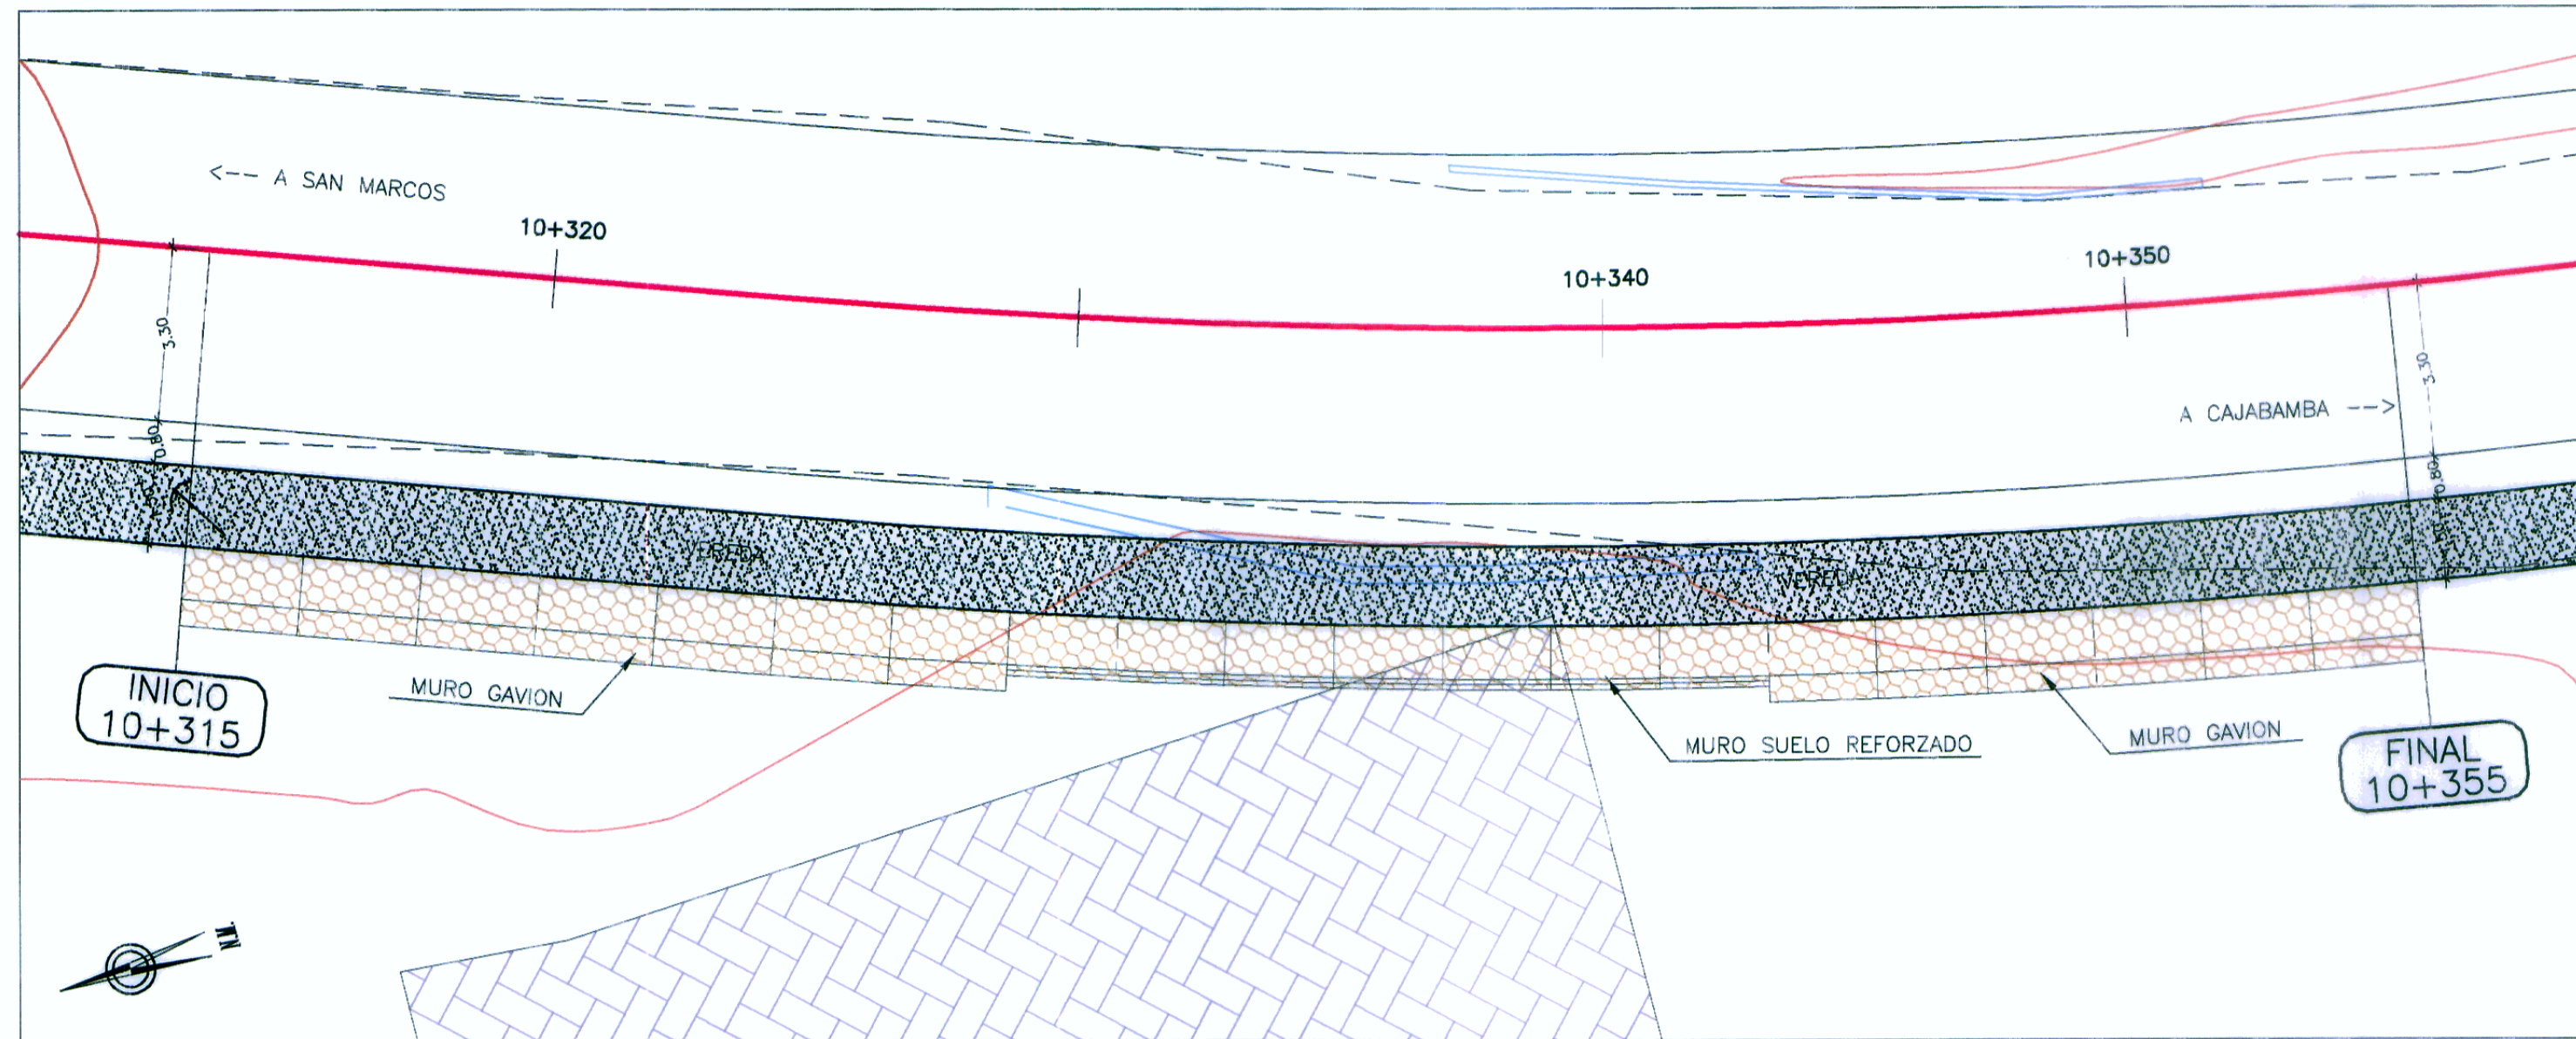 <-- A SAN MARCOS
10+320
10+340
10+350
3.30
3.30
A CAJABAMBA -->
0.80
0.80
VEREDA
VEREDA
INICIO
10+315
MURO GAVION
MURO SUELO REFORZADO
MURO GAVION
FINAL
10+355
N.M.